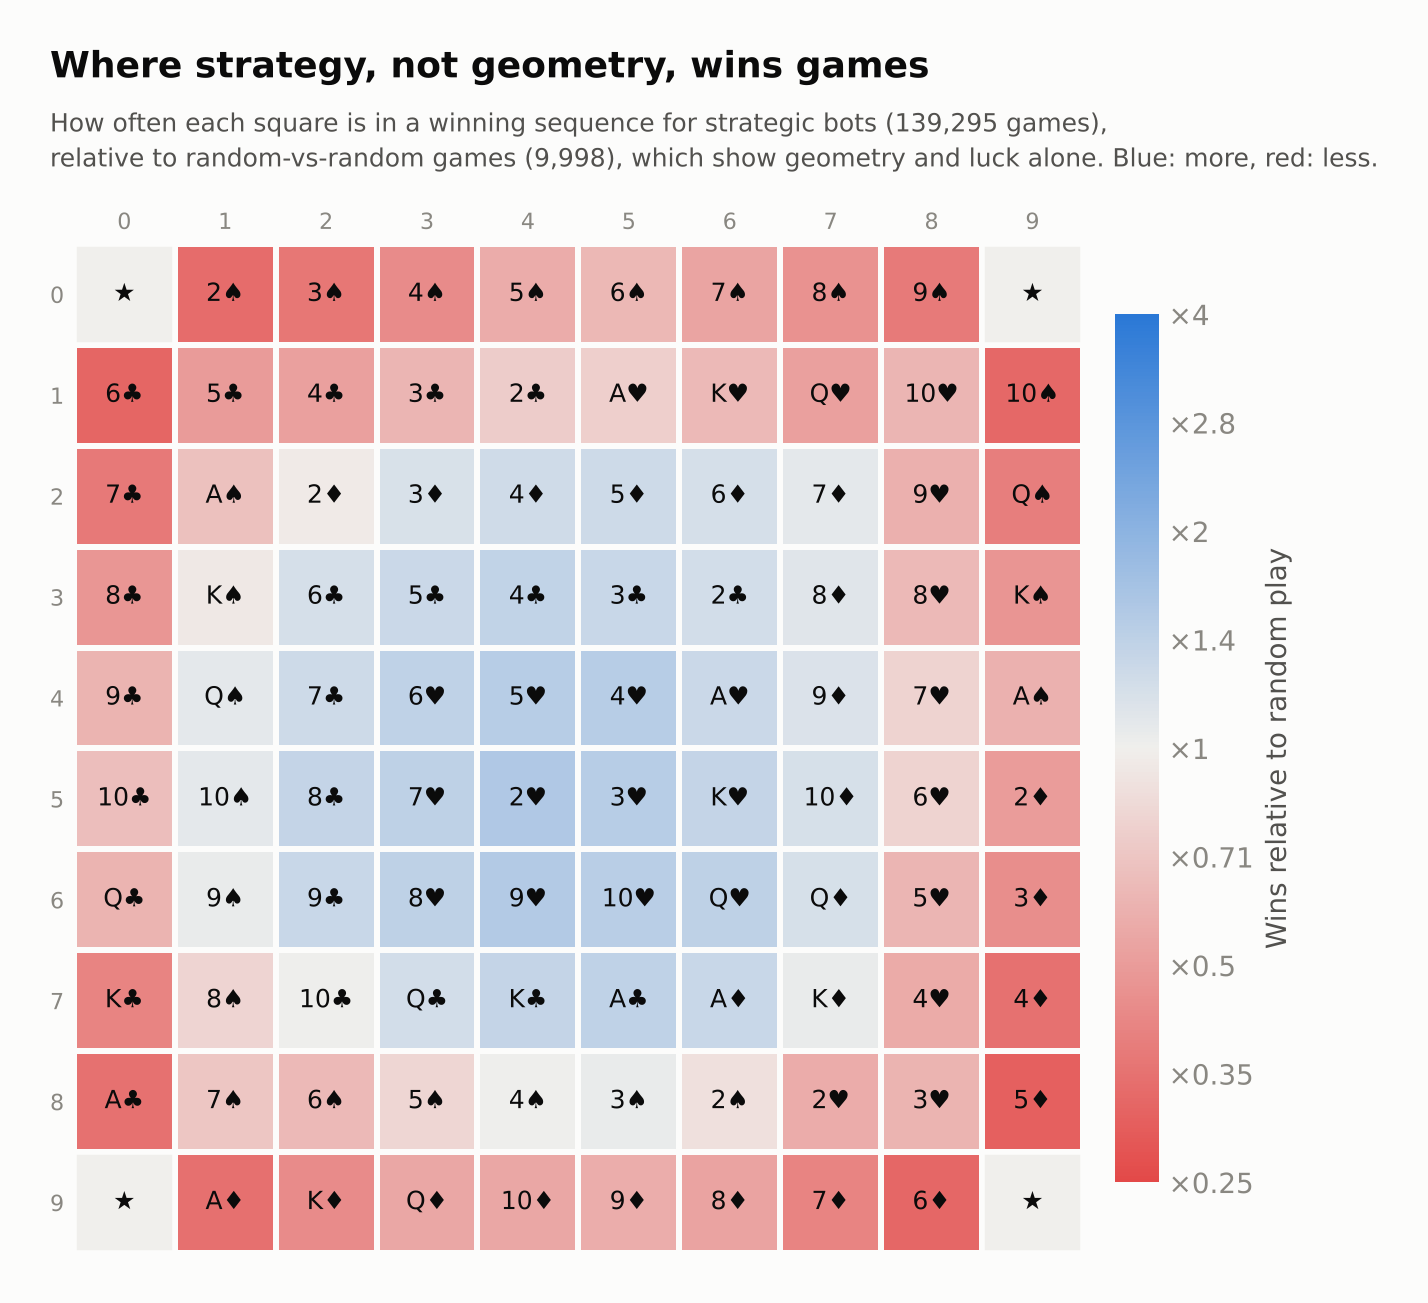 Where strategy, not geometry, wins games
How often each square is in a winning sequence for strategic bots (139,295 games),
relative to random-vs-random games (9,998), which show geometry and luck alone. Blue: more, red: less.
0 1 2 3 4 5 6 7 8 9
0 ★ 2♠ 3♠ 4♠ 5♠ 6♠ 7♠ 8♠ 9♠ ★
1 6♣ 5♣ 4♣ 3♣ 2♣ A♥ K♥ Q♥ 10♥ 10♠
2 7♣ A♠ 2♦ 3♦ 4♦ 5♦ 6♦ 7♦ 9♥ Q♠
3 8♣ K♠ 6♣ 5♣ 4♣ 3♣ 2♣ 8♦ 8♥ K♠
4 9♣ Q♠ 7♣ 6♥ 5♥ 4♥ A♥ 9♦ 7♥ A♠
5 10♣ 10♠ 8♣ 7♥ 2♥ 3♥ K♥ 10♦ 6♥ 2♦
6 Q♣ 9♠ 9♣ 8♥ 9♥ 10♥ Q♥ Q♦ 5♥ 3♦
7 K♣ 8♠ 10♣ Q♣ K♣ A♣ A♦ K♦ 4♥ 4♦
8 A♣ 7♠ 6♠ 5♠ 4♠ 3♠ 2♠ 2♥ 3♥ 5♦
9 ★ A♦ K♦ Q♦ 10♦ 9♦ 8♦ 7♦ 6♦ ★
×4
×2.8
×2
×1.4
×1
×0.71
×0.5
×0.35
×0.25
Wins relative to random play